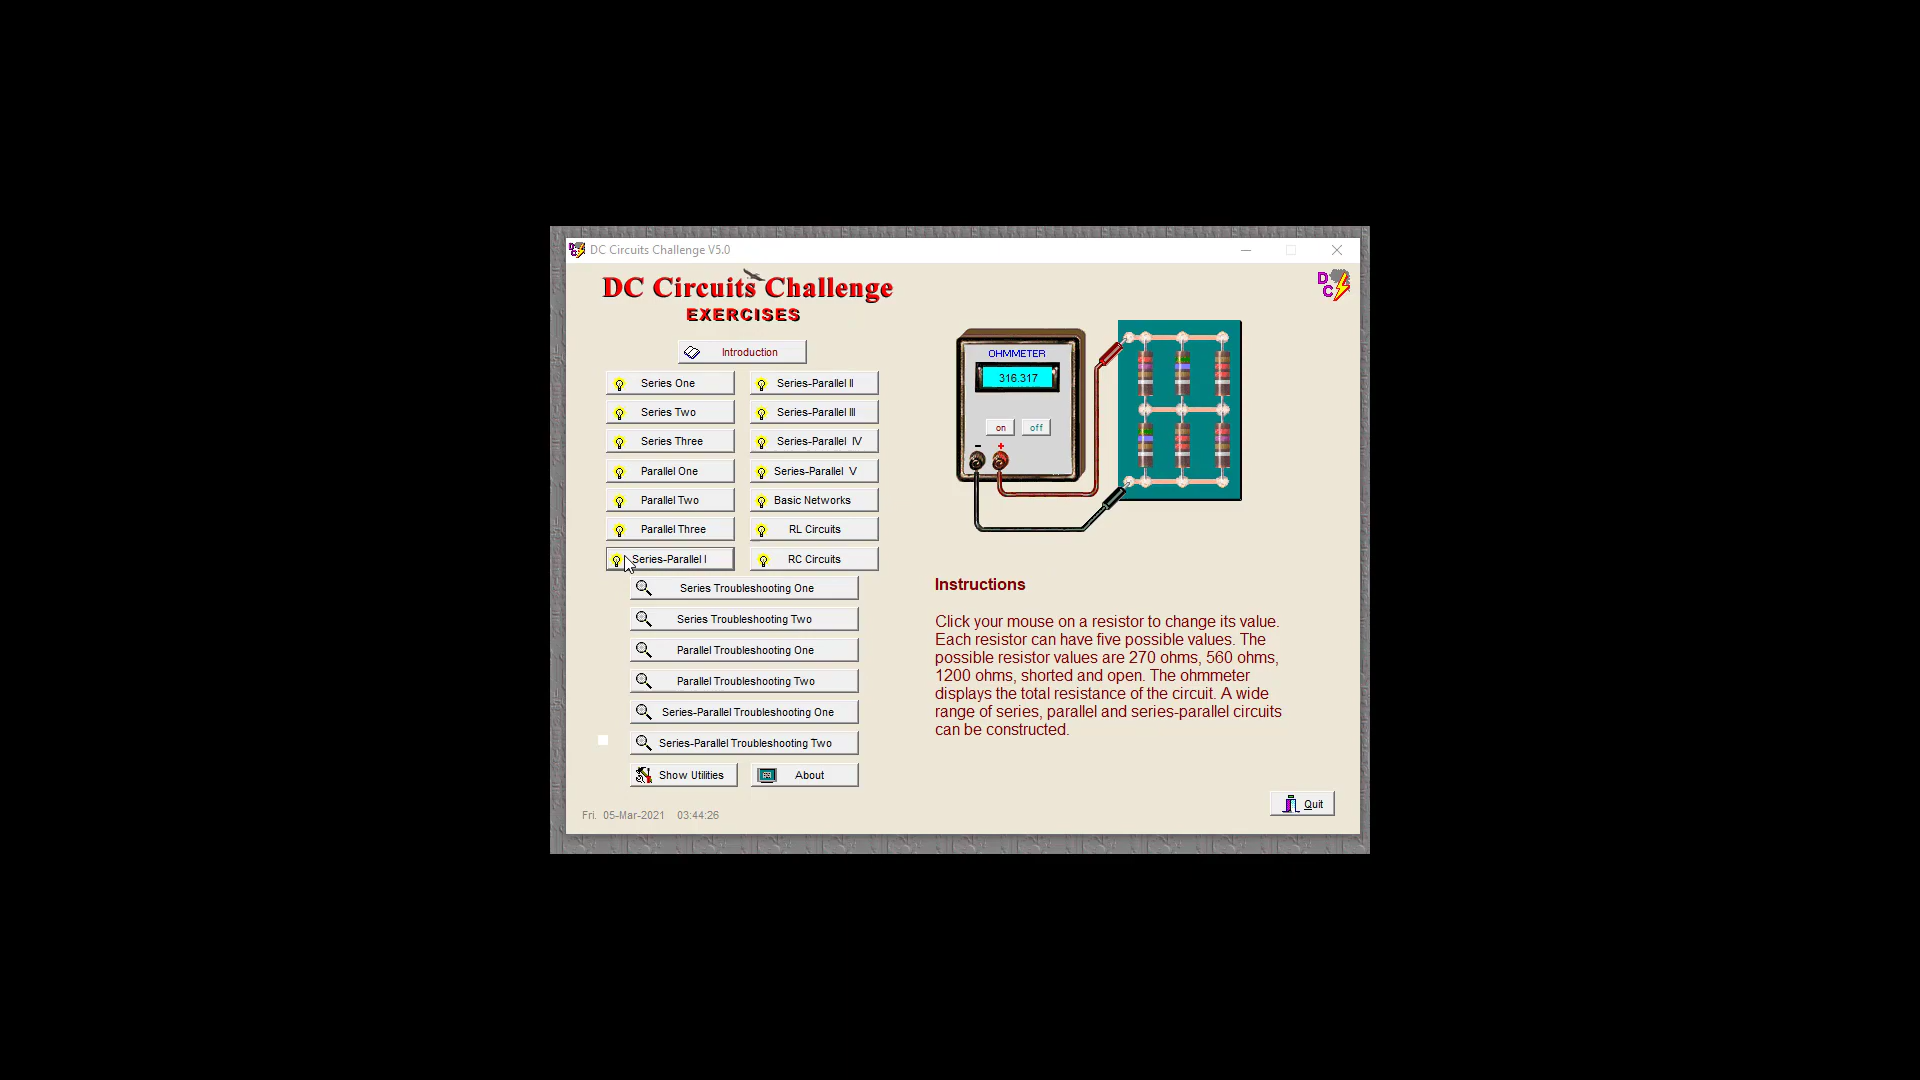 DC Circuits Challenge V5.0
DC Circuits Challenge
EXERCISES
Introduction
Series One
Series-Parallel II
Series Two
Series-Parallel III
Series Three
Series-Parallel IV
Parallel One
Series-Parallel V
Parallel Two
Basic Networks
Parallel Three
RL Circuits
Series-Parallel I
RC Circuits
Series Troubleshooting One
Series Troubleshooting Two
Parallel Troubleshooting One
Parallel Troubleshooting Two
Series-Parallel Troubleshooting One
Series-Parallel Troubleshooting Two
Show Utilities
About
Fri. 05-Mar-2021 03:44:26
DC
OHMMETER
316.317
on off
- +
Instructions
Click your mouse on a resistor to change its value.
Each resistor can have five possible values. The
possible resistor values are 270 ohms, 560 ohms,
1200 ohms, shorted and open. The ohmmeter
displays the total resistance of the circuit. A wide
range of series, parallel and series-parallel circuits
can be constructed.
Quit